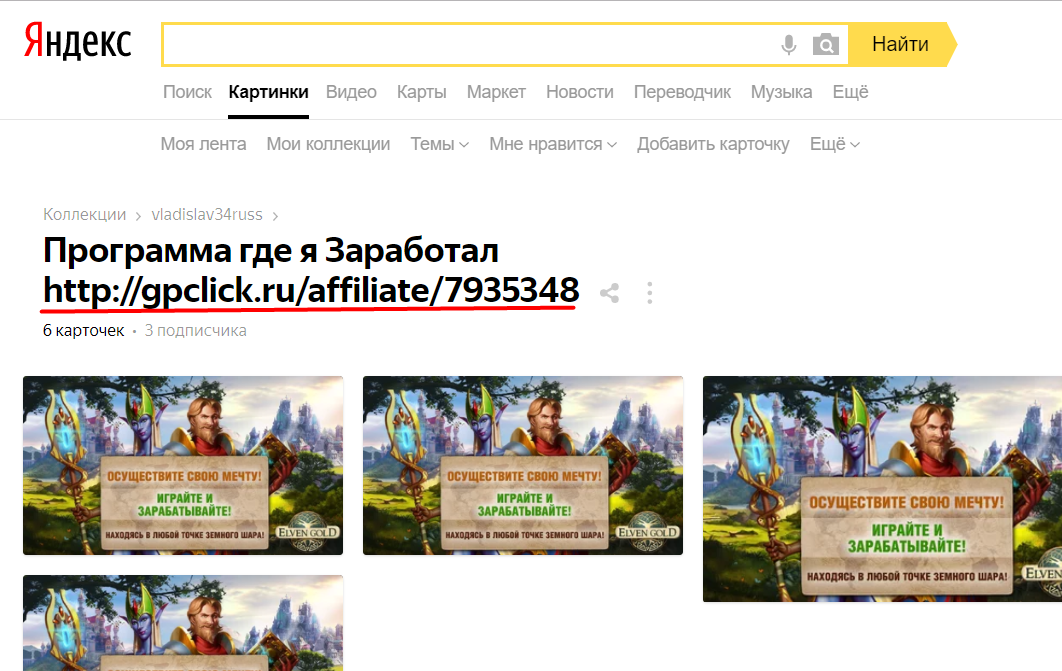 Яндекс
Найти
Поиск Картинки Видео Карты Маркет Новости Переводчик Музыка Ещё
Моя лента Мои коллекции Темы Мне нравится Добавить карточку Ещё
Коллекции > vladislav34russ >
Программа где я Заработал
http://gpclick.ru/affiliate/7935348
6 карточек • 3 подписчика
ОСУЩЕСТВИТЕ СВОЮ МЕЧТУ!
ИГРАЙТЕ И
ЗАРАБАТЫВАЙТЕ!
НАХОДЯСЬ В ЛЮБОЙ ТОЧКЕ ЗЕМНОГО ШАРА!
ELVEN GOLD
ОСУЩЕСТВИТЕ СВОЮ МЕЧТУ!
ИГРАЙТЕ И
ЗАРАБАТЫВАЙТЕ!
НАХОДЯСЬ В ЛЮБОЙ ТОЧКЕ ЗЕМНОГО ШАРА!
ELVEN GOLD
ОСУЩЕСТВИТЕ СВОЮ МЕЧТУ!
ИГРАЙТЕ И
ЗАРАБАТЫВАЙТЕ!
НАХОДЯСЬ В ЛЮБОЙ ТОЧКЕ ЗЕМНОГО ШАРА!